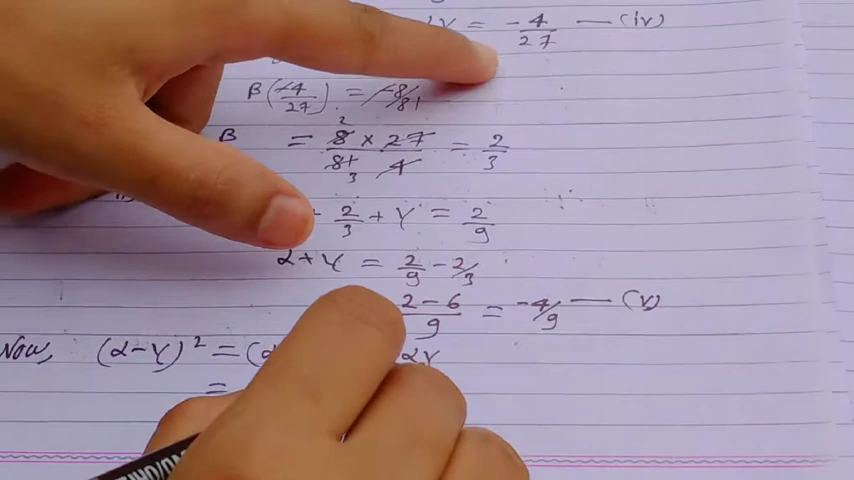 αγ = -4/27 — (iv)
β(-4/27) = -8/81
β = 8 × 27 / 81 4 = 2/3
+ 2/3 + γ = 2/9
α + γ = 2/9 - 2/3
2 - 6 / 9 = -4/9 — (v)
Now, (α - γ)² = (α αγ
=